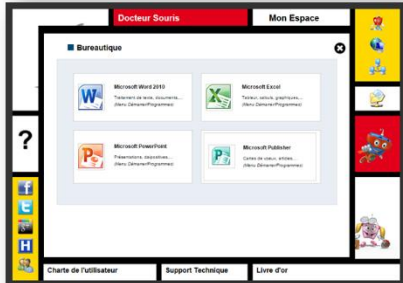 Docteur Souris
Mon Espace
Bureautique
Microsoft Word 2010
Traitement de texte, documents...
(Menu Démarrer/Programmes)
Microsoft Excel
Tableur, calculs, graphiques...
(Menu Démarrer/Programmes)
Microsoft PowerPoint
Présentations, diapositives...
(Menu Démarrer/Programmes)
Microsoft Publisher
Cartes de voeux, affiches...
(Menu Démarrer/Programmes)
?
H
Charte de l'utilisateur
Support Technique
Livre d'or